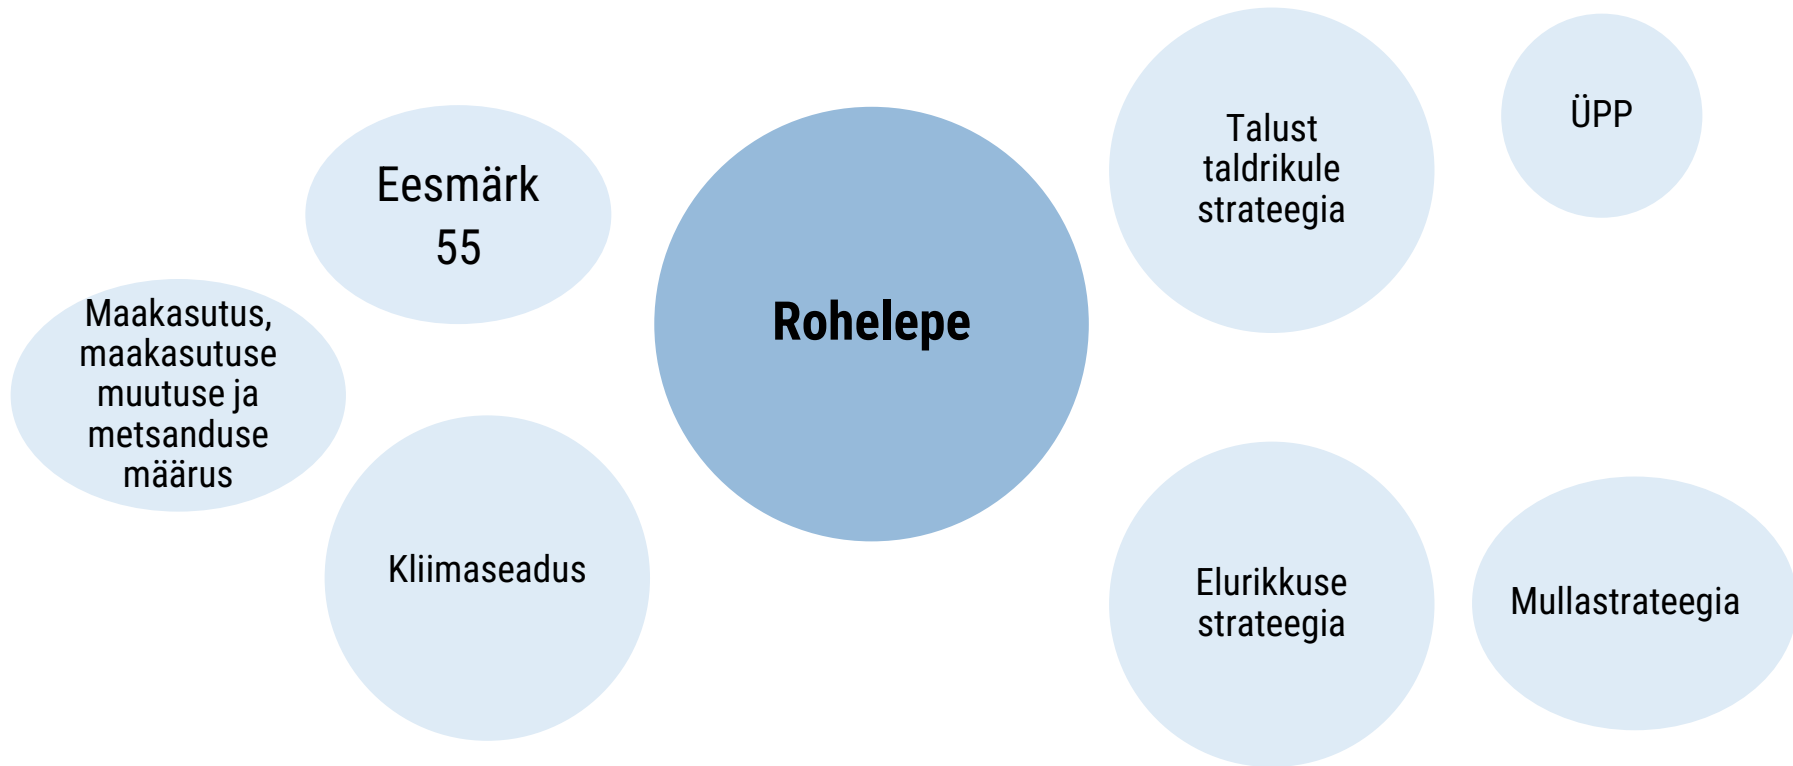 Eesmärk
55
Maakasutus,
maakasutuse
muutuse ja
metsanduse
määrus
Kliimaseadus
Rohelepe
Talust
taldrikule
strateegia
ÜPP
Elurikkuse
strateegia
Mullastrateegia